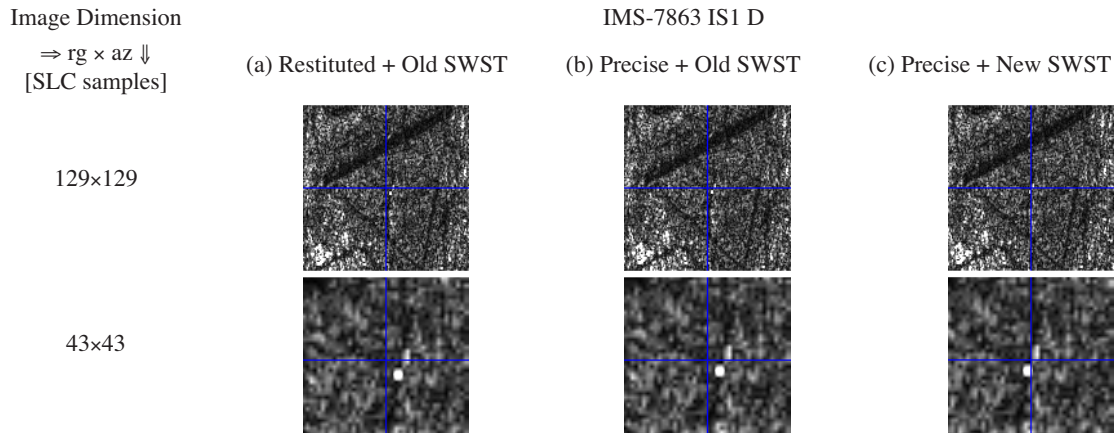 Image Dimension
IMS-7863 IS1 D
⇒ rg × az ⇓
[SLC samples]
(a) Restituted + Old SWST
(b) Precise + Old SWST
(c) Precise + New SWST
129×129
43×43